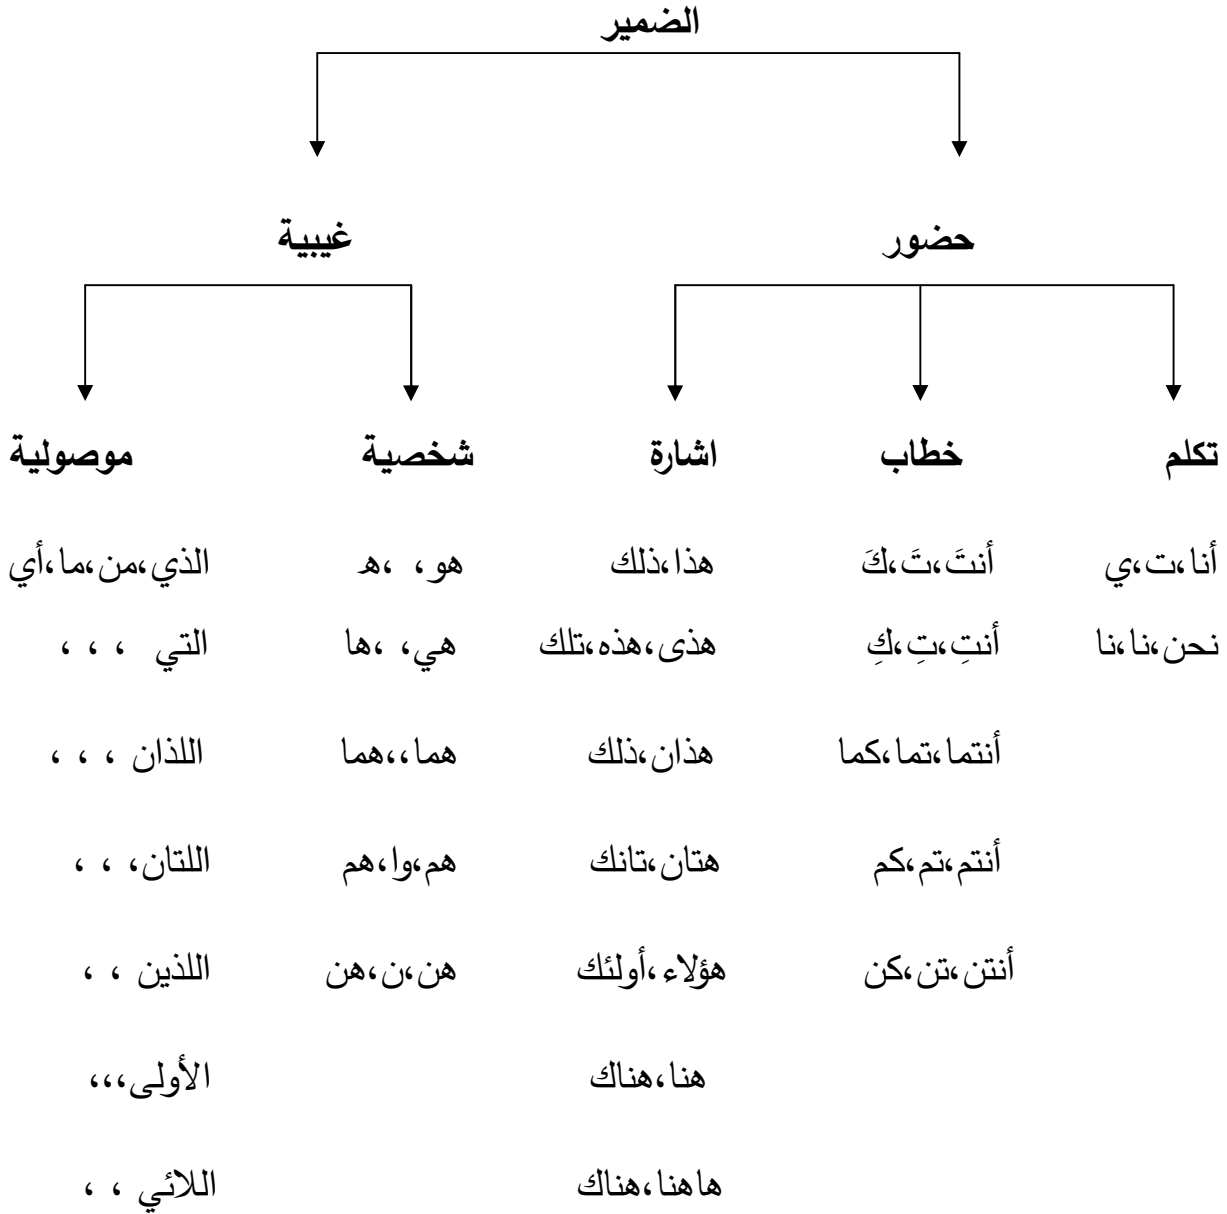 الضمير
حضور غيبية
تكلم خطاب اشارة شخصية موصولية
أنا،ت،ي أنتَ،تَ،كَ هذا،ذلك هو، ،ه الذي،من،ما،أي
نحن،نا،نا أنتِ،تِ،كِ هذى،هذه،تلك هي، ،ها التي ، ، ،
أنتما،تما،كما هذان،ذلك هما،،هما اللذان ، ، ،
أنتم،تم،كم هتان،تانك هم،وا،هم اللتان، ، ،
أنتن،تن،كن هؤلاء،أولئك هن،ن،هن اللذين ، ،
هنا،هناك الأولى،،،
هاهنا،هناك اللائي ، ،